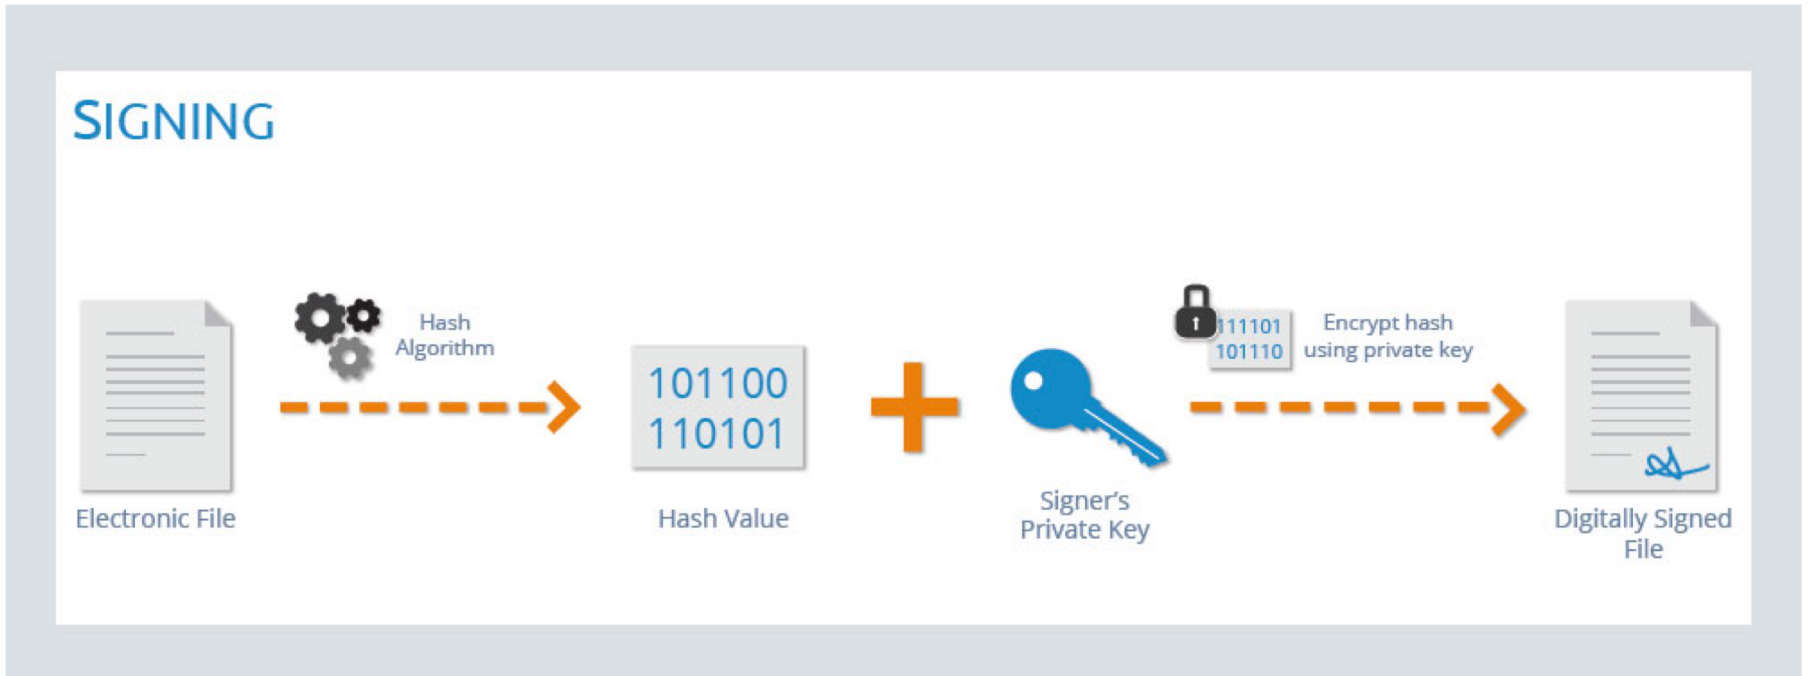 SIGNING
Hash
Algorithm
111101
101110
Encrypt hash
using private key
101100
110101
Electronic File
Hash Value
Signer's
Private Key
Digitally Signed
File